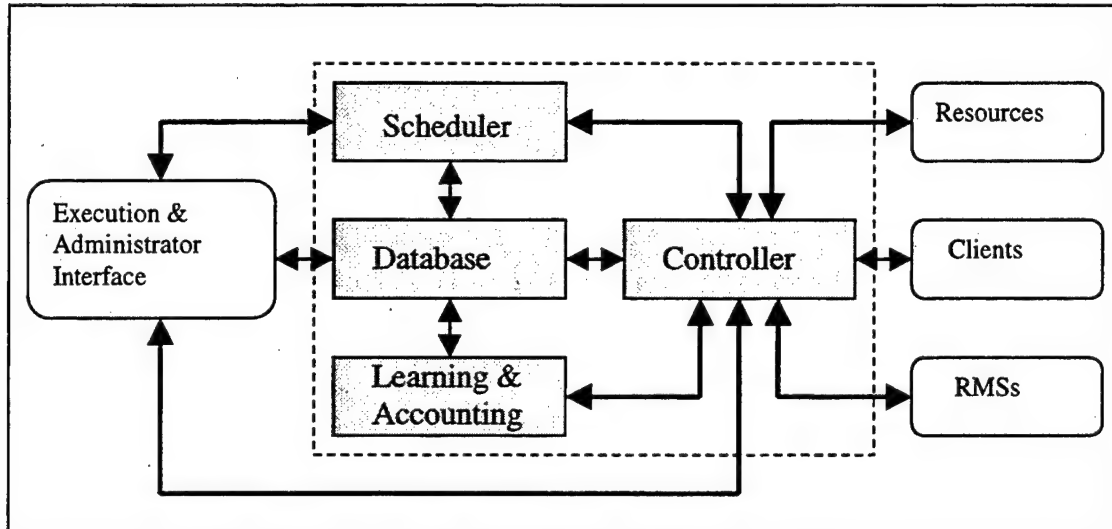 Scheduler
Resources
Execution &
Administrator
Interface
Database
Controller
Clients
Learning &
Accounting
RMSs